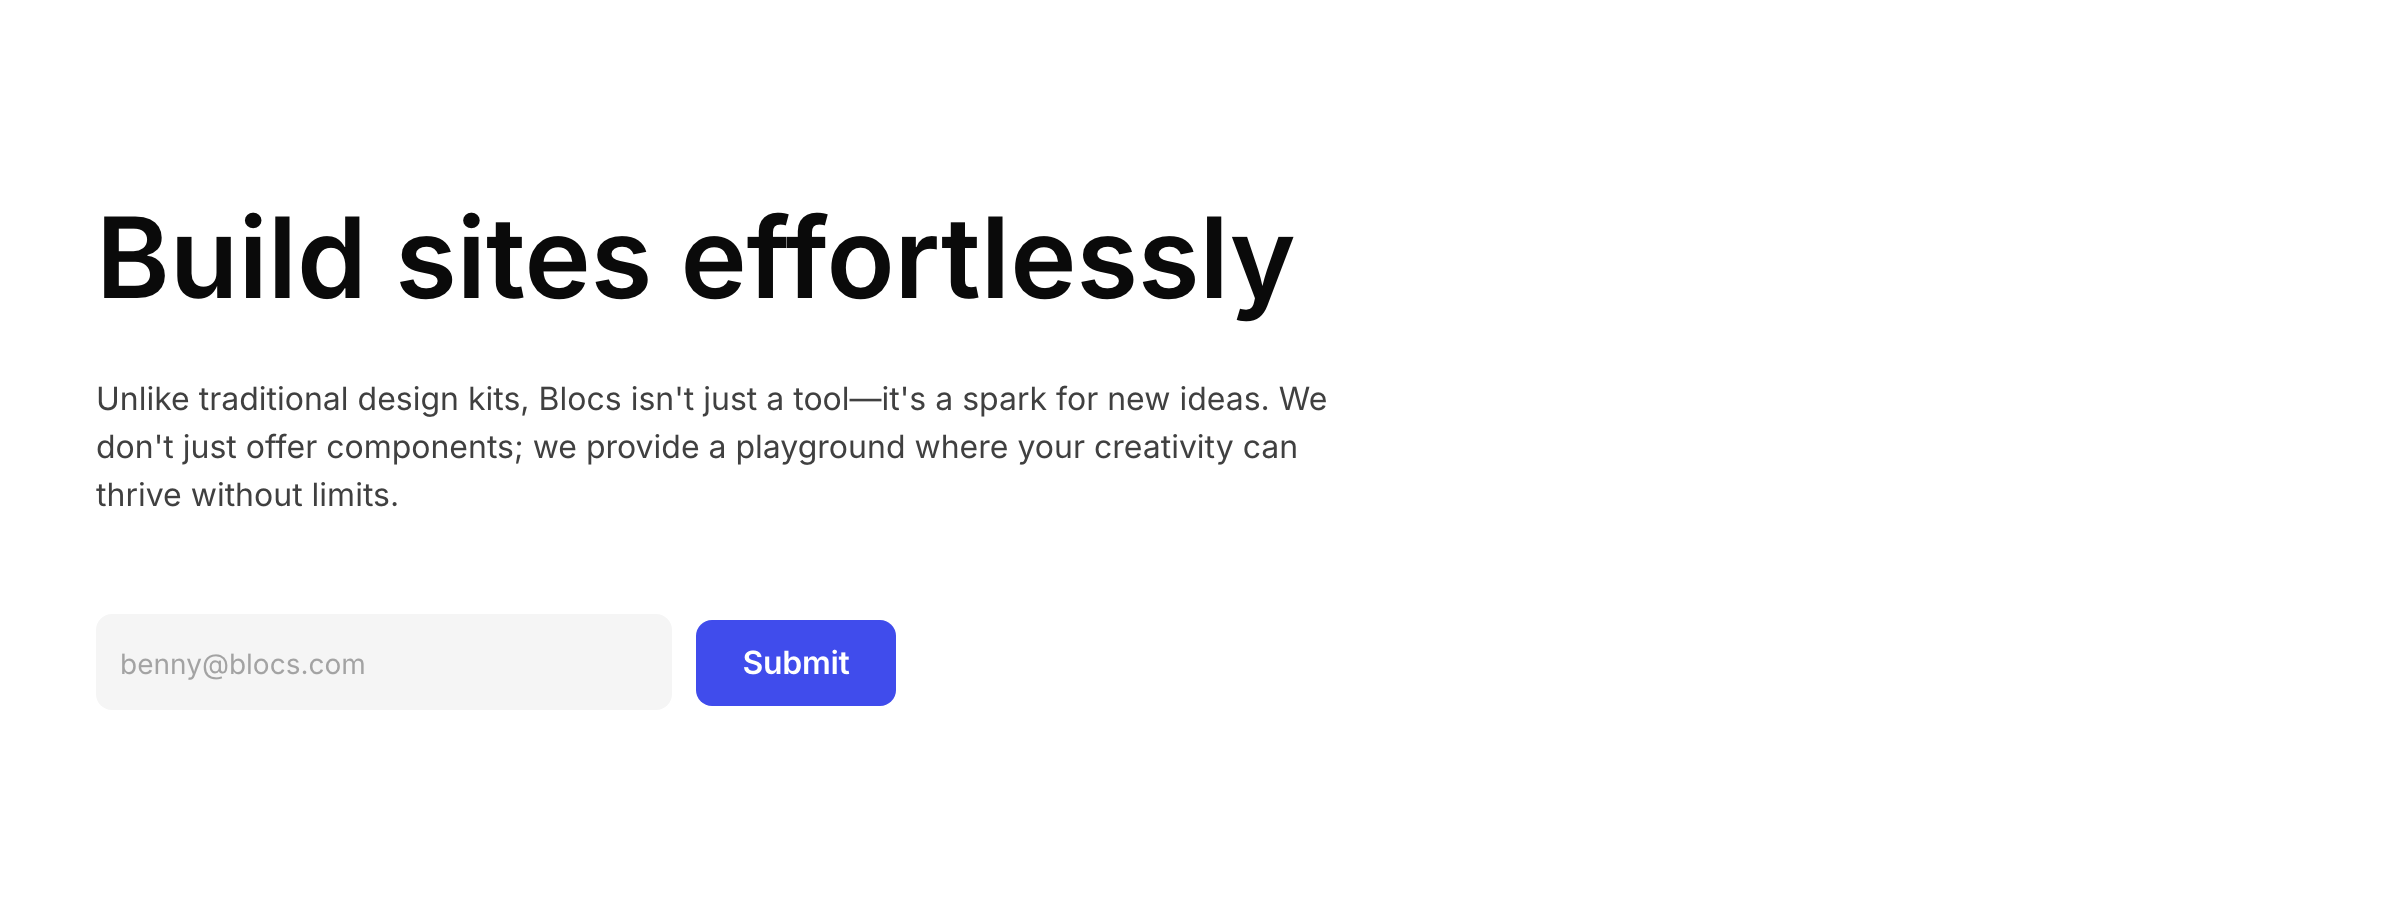 Build sites effortlessly
Unlike traditional design kits, Blocs isn't just a tool—it's a spark for new ideas. We
don't just offer components; we provide a playground where your creativity can
thrive without limits.
benny@blocs.com
Submit